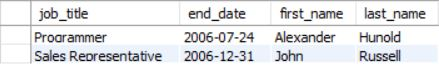 job_title end_date first_name last_name
Programmer 2006-07-24 Alexander Hunold
Sales Representative 2006-12-31 John Russell